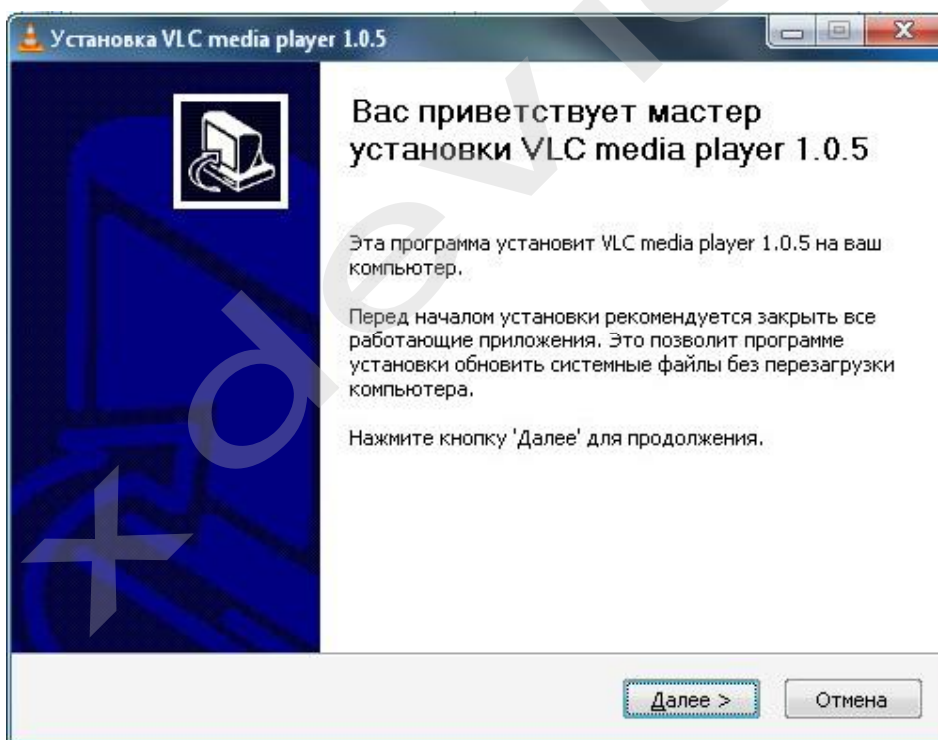 Установка VLC media player 1.0.5
Вас приветствует мастер
установки VLC media player 1.0.5
Эта программа установит VLC media player 1.0.5 на ваш
компьютер.
Перед началом установки рекомендуется закрыть все
работающие приложения. Это позволит программе
установки обновить системные файлы без перезагрузки
компьютера.
Нажмите кнопку 'Далее' для продолжения.
Далее >
Отмена
x devic